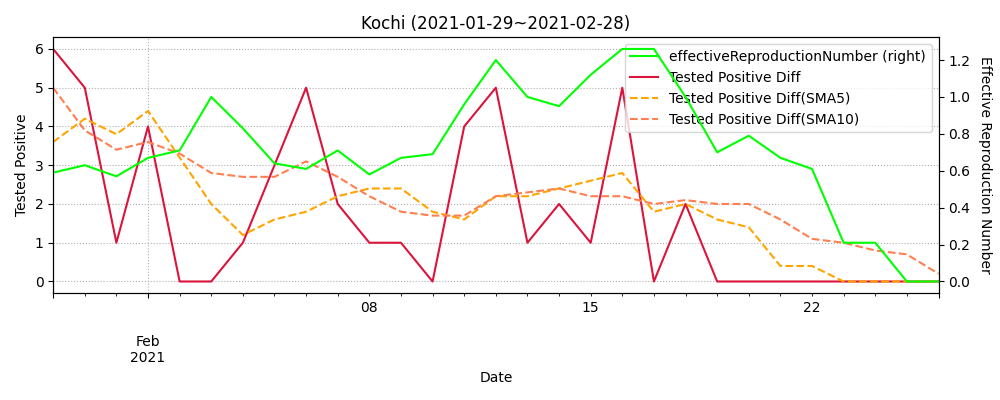 Kochi (2021-01-29~2021-02-28)
effectiveReproductionNumber (right)
Tested Positive Diff
Tested Positive Diff(SMA5)
Tested Positive Diff(SMA10)
Tested Positive
6
5
4
3
2
1
0
Effective Reproduction Number
1.2
1.0
0.8
0.6
0.4
0.2
0.0
08
15
22
Feb
2021
Date